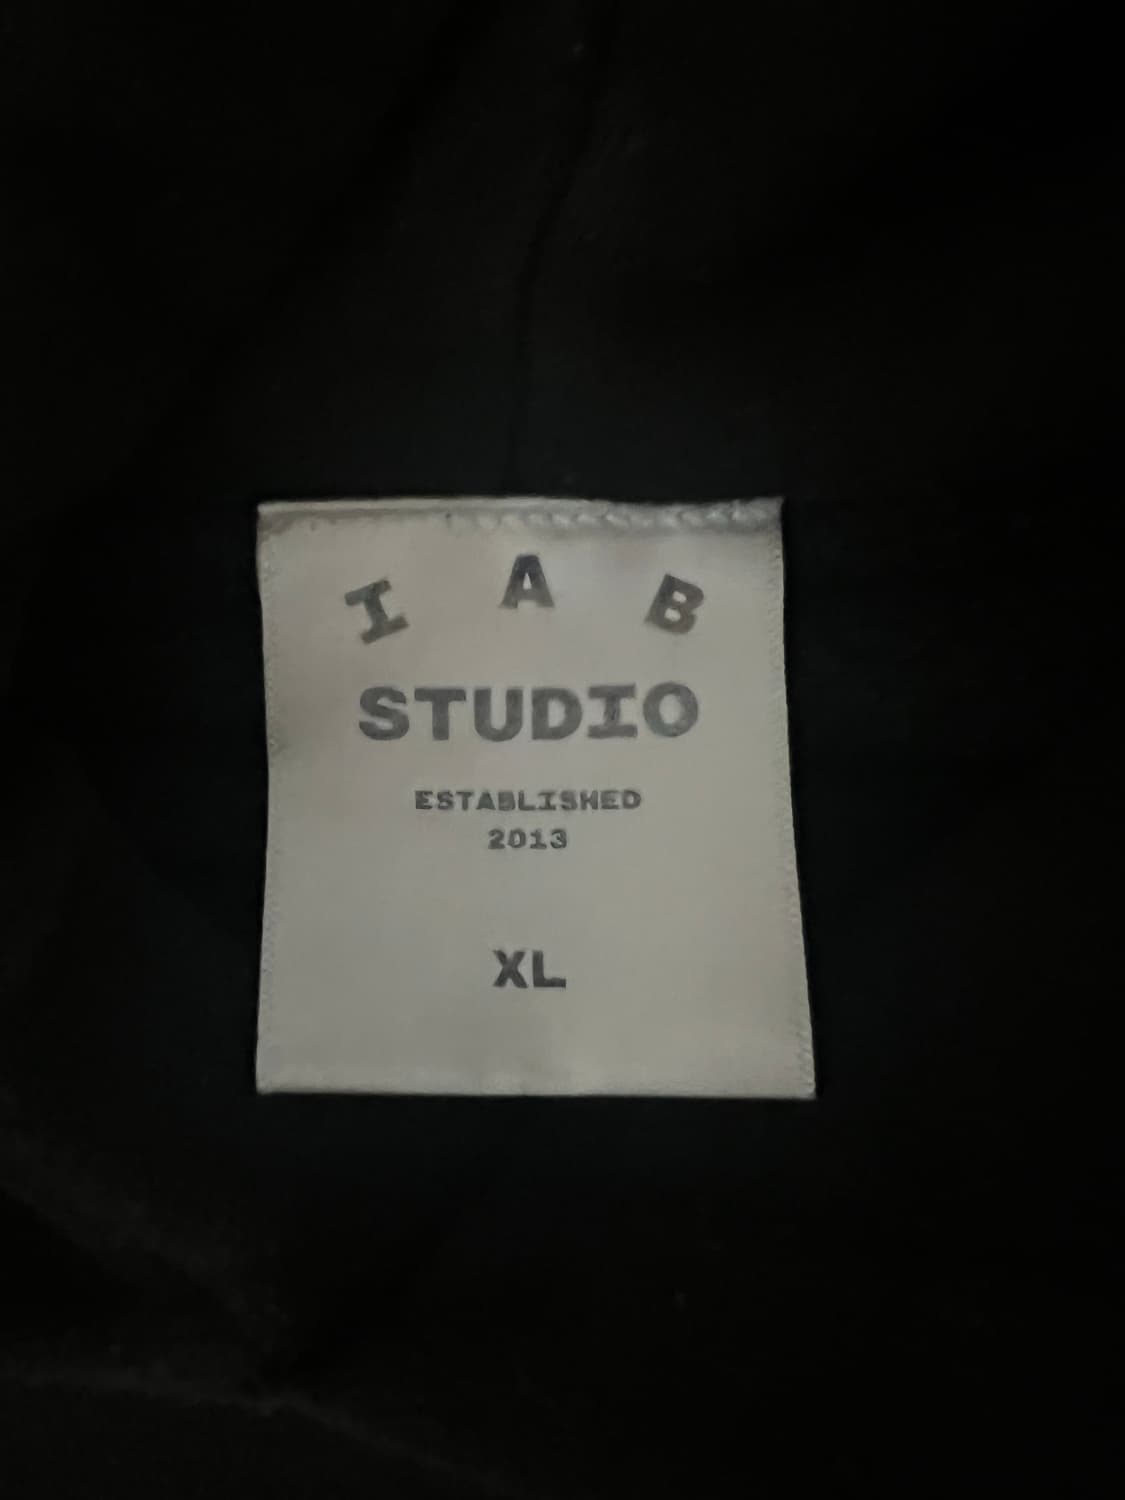 I A B
STUDIO
ESTABLISHED
2013
XL